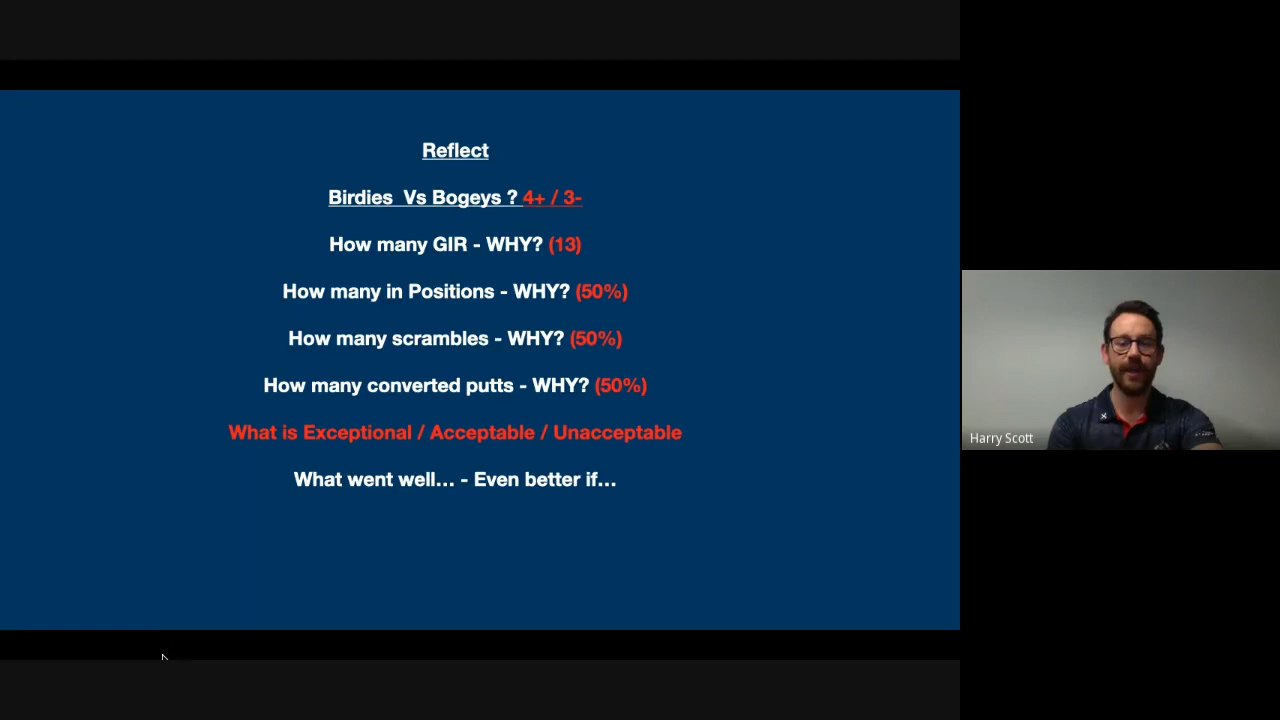 Reflect
Birdies Vs Bogeys ? 4+ / 3-
How many GIR - WHY? (13)
How many in Positions - WHY? (50%)
How many scrambles - WHY? (50%)
How many converted putts - WHY? (50%)
What is Exceptional / Acceptable / Unacceptable
What went well... - Even better if...
Harry Scott